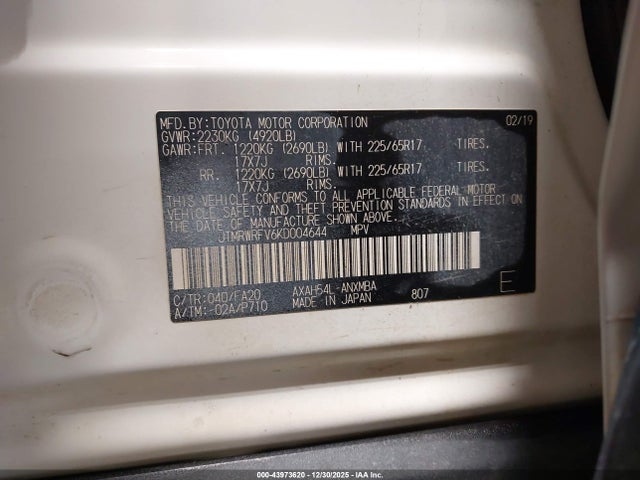 MFD.BY:TOYOTA MOTOR CORPORATION 02/19
GVWR:2230KG (4920LB)
GAWR:FRT. 1220KG (2690LB) WITH 225/65R17 TIRES.
17X7J RIMS.
RR. 1220KG (2690LB) WITH 225/65R17 TIRES.
17X7J RIMS.
THIS VEHICLE CONFORMS TO ALL APPLICABLE FEDERAL MOTOR
VEHICLE SAFETY AND THEFT PREVENTION STANDARDS IN EFFECT ON
THE DATE OF MANUFACTURE SHOWN ABOVE.
JTMRWRFV6KD004644 MPV
C/TR:040/FA20 AXAH54L-ANXMBA
A/TM:-02A/P710 MADE IN JAPAN 807 E
000-43973620 - 12/30/2025 - IAA Inc.